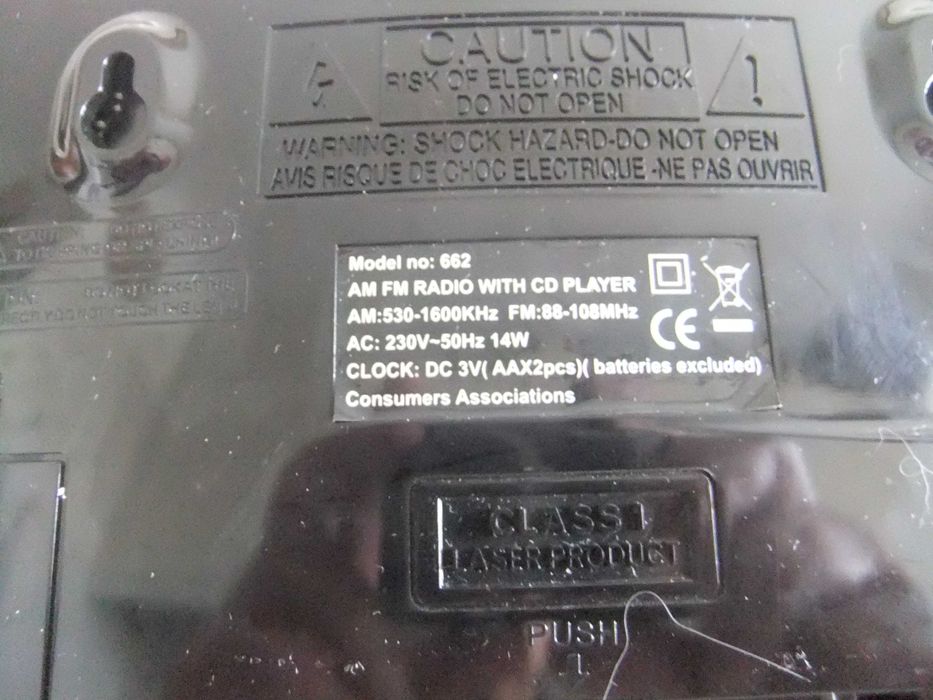 CAUTION
RISK OF ELECTRIC SHOCK
DO NOT OPEN
WARNING: SHOCK HAZARD-DO NOT OPEN
AVIS RISQUE DE CHOC ELECTRIQUE -NE PAS OUVRIR
Model no: 662
AM FM RADIO WITH CD PLAYER
AM:530-1600KHz FM:88-108MHz
AC: 230V~50Hz 14W
CLOCK: DC 3V( AAX2pcs)( batteries excluded)
Consumers Associations
CE
CLASS 1
LASER PRODUCT
PUSH